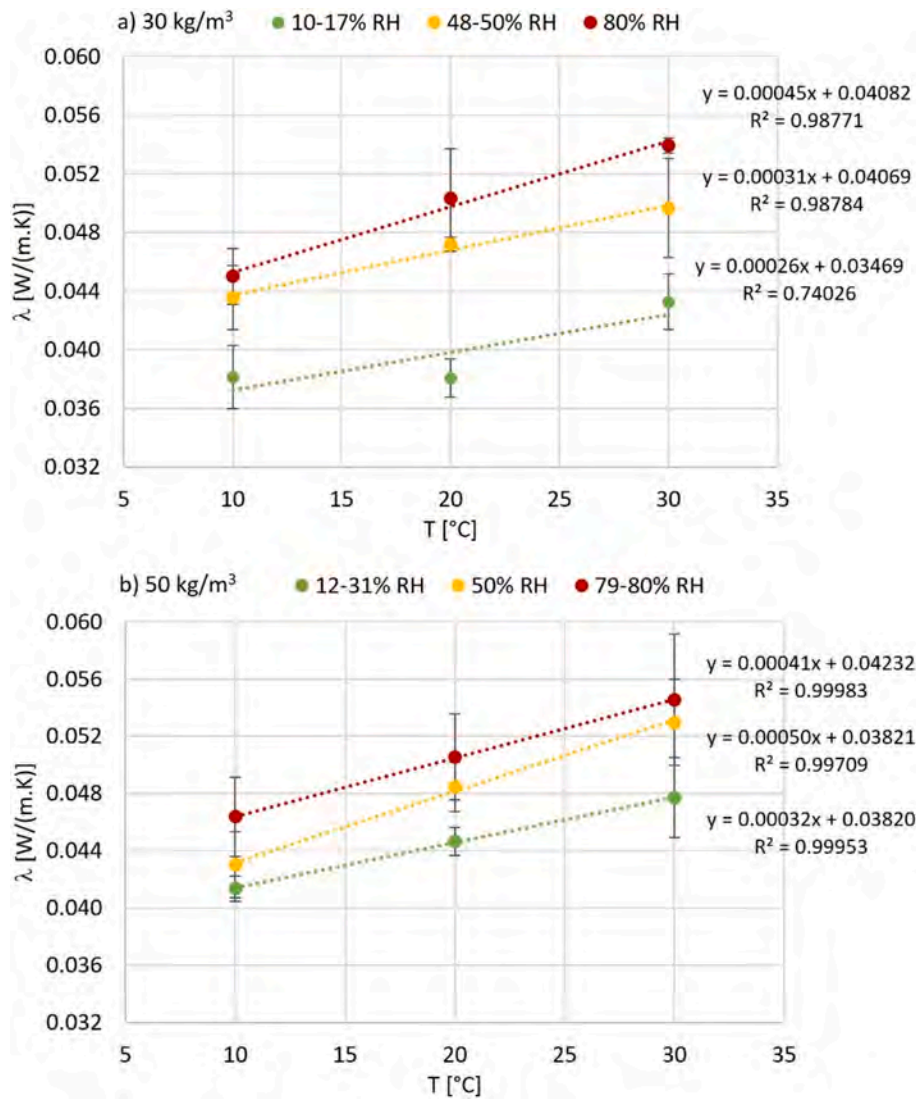 a) 30 kg/m³ 10-17% RH 48-50% RH 80% RH
0.060
y = 0.00045x + 0.04082
0.056
R² = 0.98771
0.052
y = 0.00031x + 0.04069
R² = 0.98784
0.048
λ [W/(m.K)]
y = 0.00026x + 0.03469
0.044
R² = 0.74026
0.040
0.036
0.032
5 10 15 20 25 30 35
T [°C]
b) 50 kg/m³ 12-31% RH 50% RH 79-80% RH
0.060
y = 0.00041x + 0.04232
0.056
R² = 0.99983
y = 0.00050x + 0.03821
0.052
R² = 0.99709
0.048
λ [W/(m.K)]
y = 0.00032x + 0.03820
0.044
R² = 0.99953
0.040
0.036
0.032
5 10 15 20 25 30 35
T [°C]